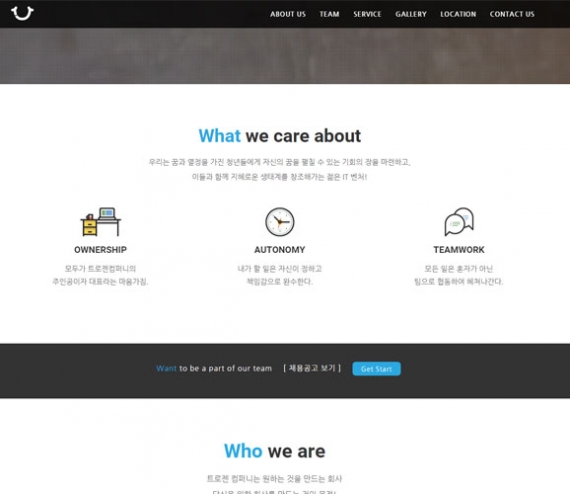 ABOUT US TEAM SERVICE GALLERY LOCATION CONTACT US
What we care about
우리는 꿈과 열정을 가진 청년들에게 자신의 꿈을 펼칠 수 있는 기회의 장을 마련하고,
이들과 함께 지혜로운 생태계를 창조해가는 젊은 IT 벤처!
OWNERSHIP
모두가 트로젠컴퍼니의
주인공이자 대표라는 마음가짐.
AUTONOMY
내가 할 일은 자신이 정하고
책임감으로 완수한다.
TEAMWORK
모든 일은 혼자가 아닌
팀으로 협동하여 헤쳐나간다.
Want to be a part of our team [ 채용공고 보기 ] Get Start
Who we are
트로젠 컴퍼니는 원하는 것을 만드는 회사